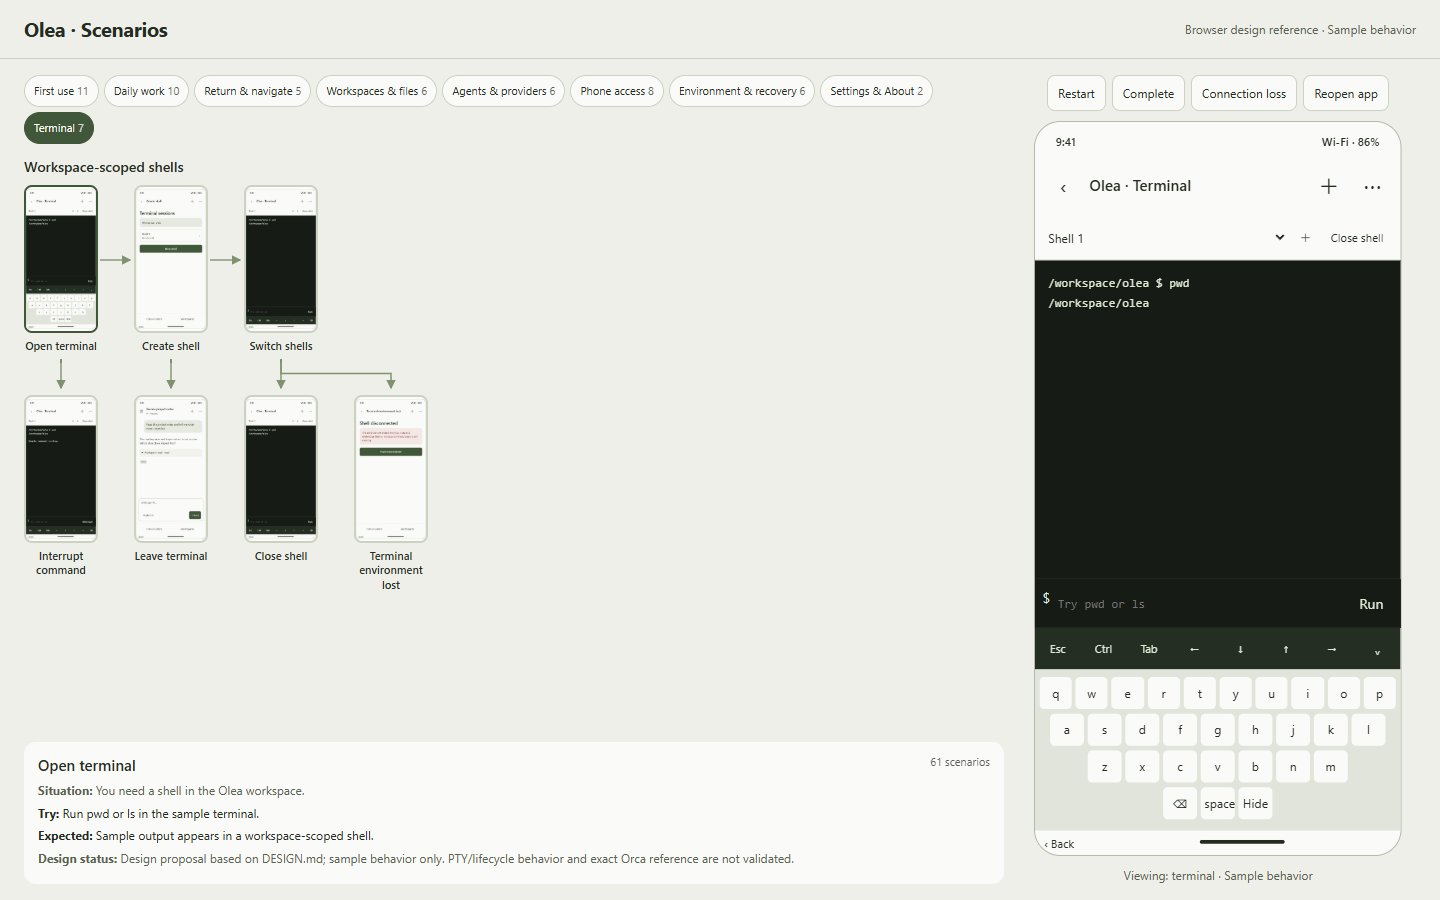 Olea · Scenarios
Browser design reference · Sample behavior
First use 11
Daily work 10
Return & navigate 5
Workspaces & files 6
Agents & providers 6
Phone access 8
Environment & recovery 6
Settings & About 2
Terminal 7
Restart
Complete
Connection loss
Reopen app
Workspace-scoped shells
Open terminal
Create shell
Switch shells
Interrupt
command
Leave terminal
Close shell
Terminal
environment
lost
Terminal sessions
Shell disconnected
Open terminal
61 scenarios
Situation: You need a shell in the Olea workspace.
Try: Run pwd or ls in the sample terminal.
Expected: Sample output appears in a workspace-scoped shell.
Design status: Design proposal based on DESIGN.md; sample behavior only. PTY/lifecycle behavior and exact Orca reference are not validated.
9:41
Wi-Fi · 86%
‹ Olea · Terminal + ...
Shell 1
+ Close shell
/workspace/olea $ pwd
/workspace/olea
$ Try pwd or ls
Run
Esc Ctrl Tab ← ↓ ↑ → ⌄
q w e r t y u i o p
a s d f g h j k l
z x c v b n m
⌫ space Hide
‹ Back
Viewing: terminal · Sample behavior